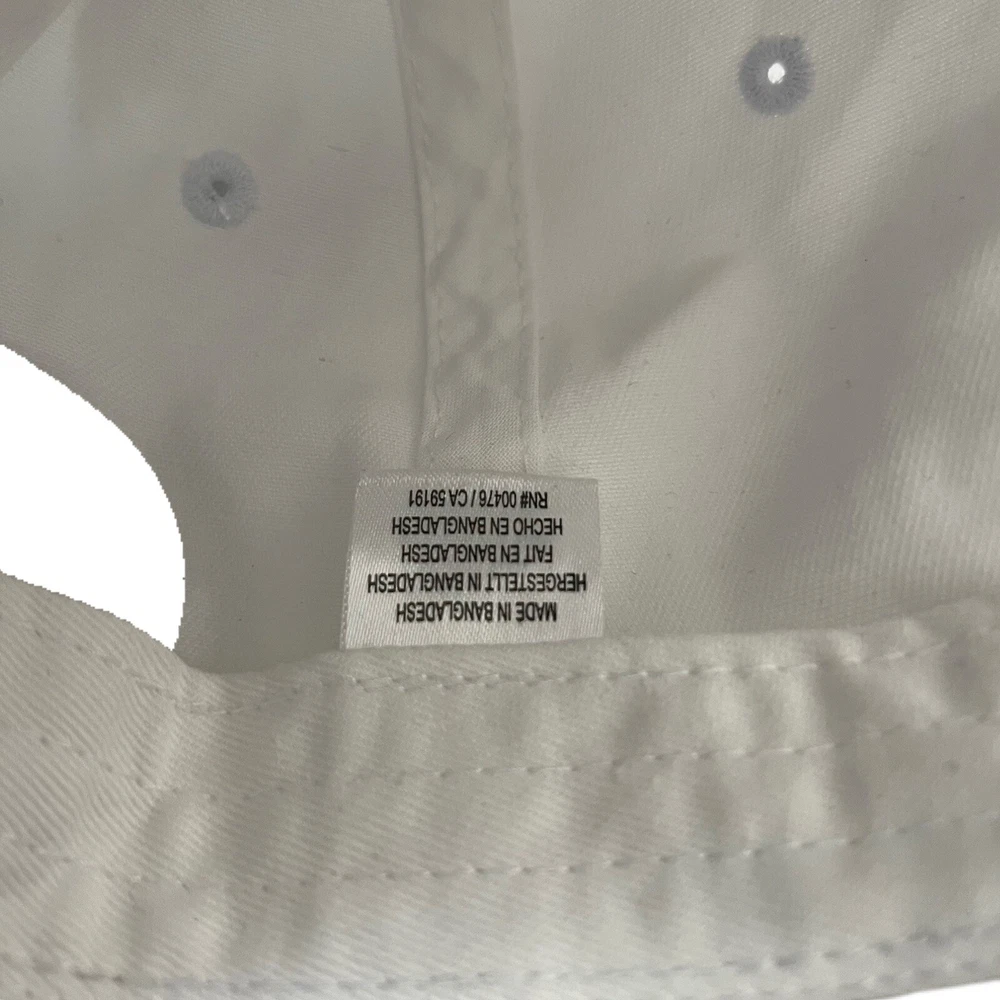 MADE IN BANGLADESH
HERGESTELLT IN BANGLADESH
FAIT EN BANGLADESH
HECHO EN BANGLADESH
RN# 00476 / CA 59191